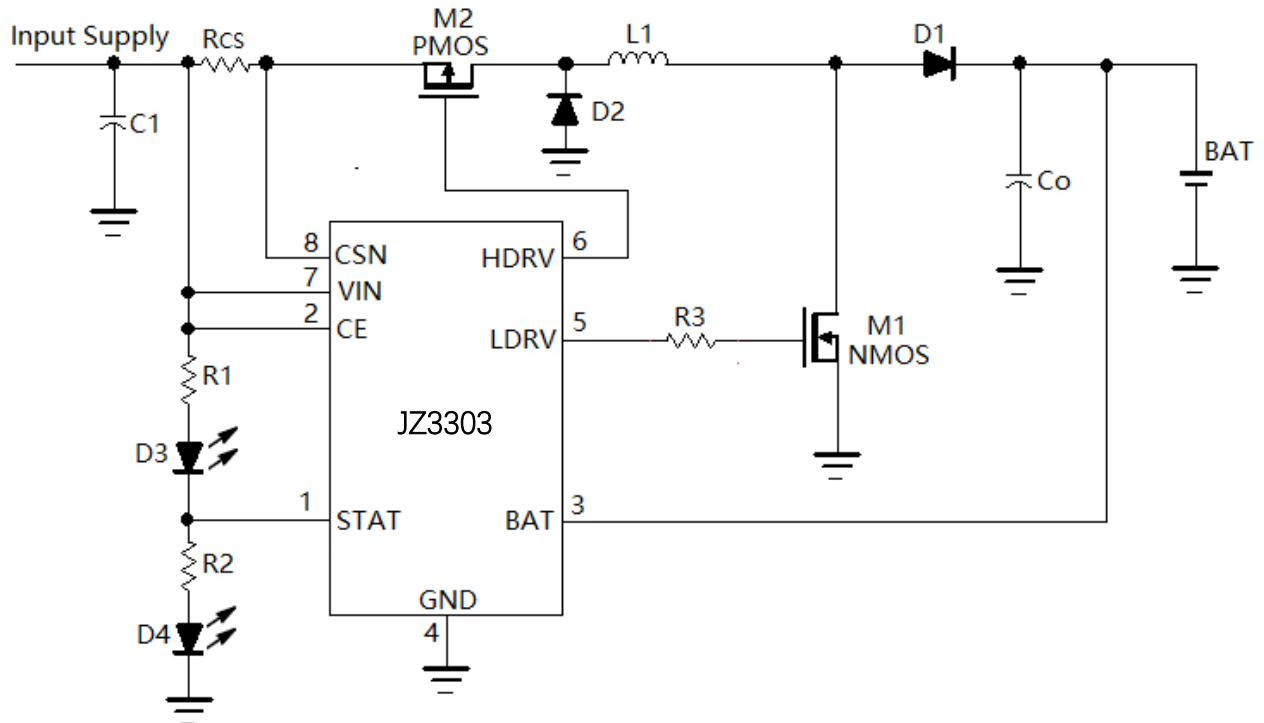 Input Supply
RCS
M2
PMOS
L1
D1
C1
D2
BAT
Co
8
CSN
HDRV
6
7
VIN
2
CE
LDRV
5
R3
M1
NMOS
R1
JZ3303
D3
1
STAT
BAT
3
R2
GND
4
D4